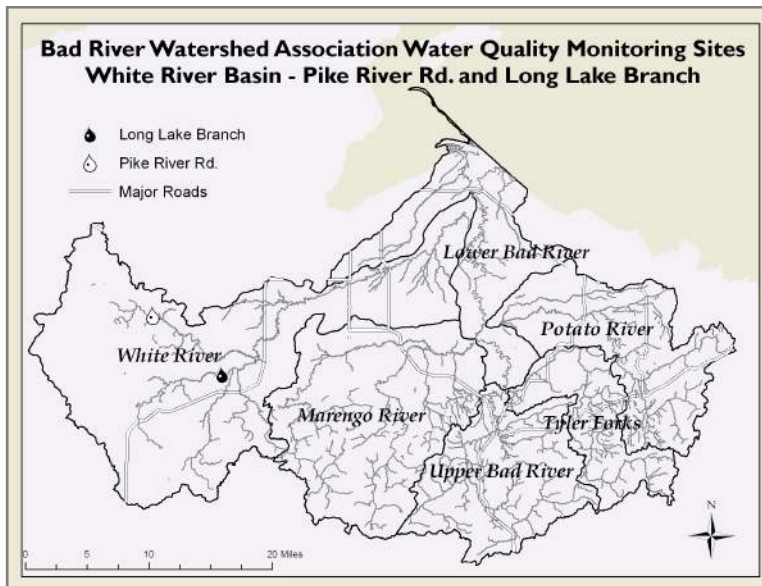 Bad River Watershed Association Water Quality Monitoring Sites
White River Basin - Pike River Rd. and Long Lake Branch
Long Lake Branch
Pike River Rd.
Major Roads
Lower Bad River
Potato River
White River
Marengo River
Tyler Forks
Upper Bad River
N
0 5 10 20 Miles